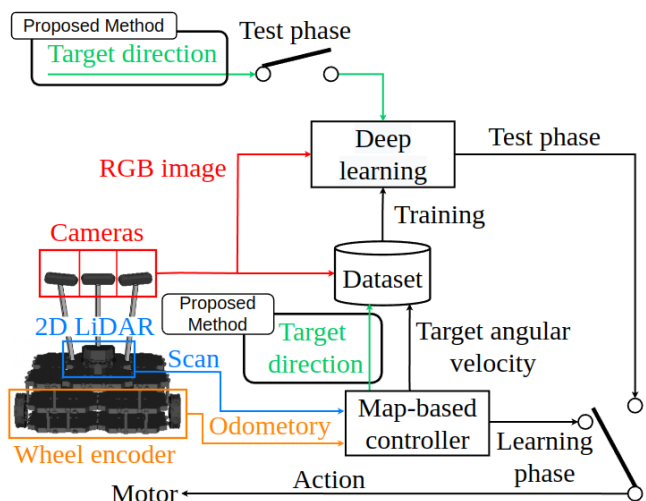 Proposed Method
Target direction
Test phase
Deep
learning
Test phase
RGB image
Training
Cameras
Dataset
Proposed
Method
2D LiDAR
Target
direction
Target angular
velocity
Scan
Map-based
controller
Odometory
Wheel encoder
Learning
phase
Action
Motor